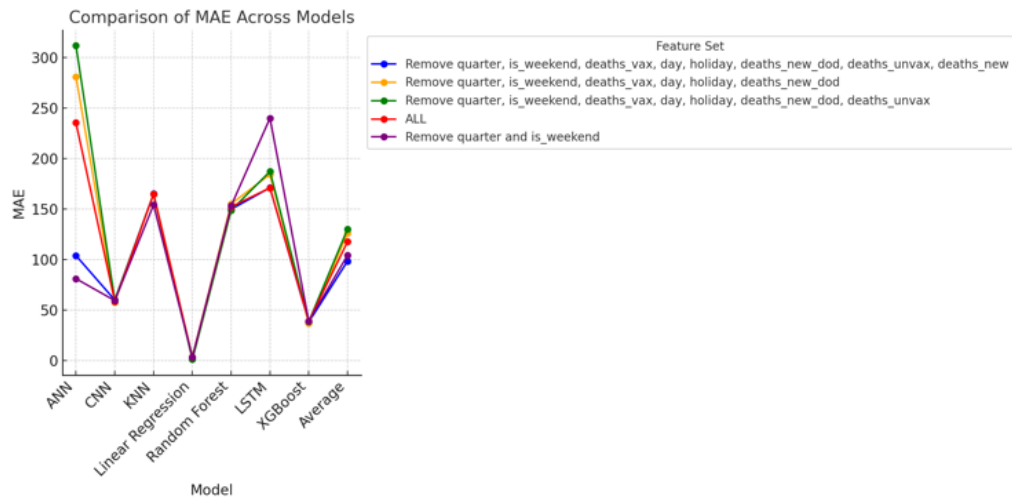 Comparison of MAE Across Models
MAE
300
250
200
150
100
50
0
ANN
CNN
KNN
Linear Regression
Random Forest
LSTM
XGBoost
Average
Model
Feature Set
Remove quarter, is_weekend, deaths_vax, day, holiday, deaths_new_dod, deaths_unvax, deaths_new
Remove quarter, is_weekend, deaths_vax, day, holiday, deaths_new_dod
Remove quarter, is_weekend, deaths_vax, day, holiday, deaths_new_dod, deaths_unvax
ALL
Remove quarter and is_weekend